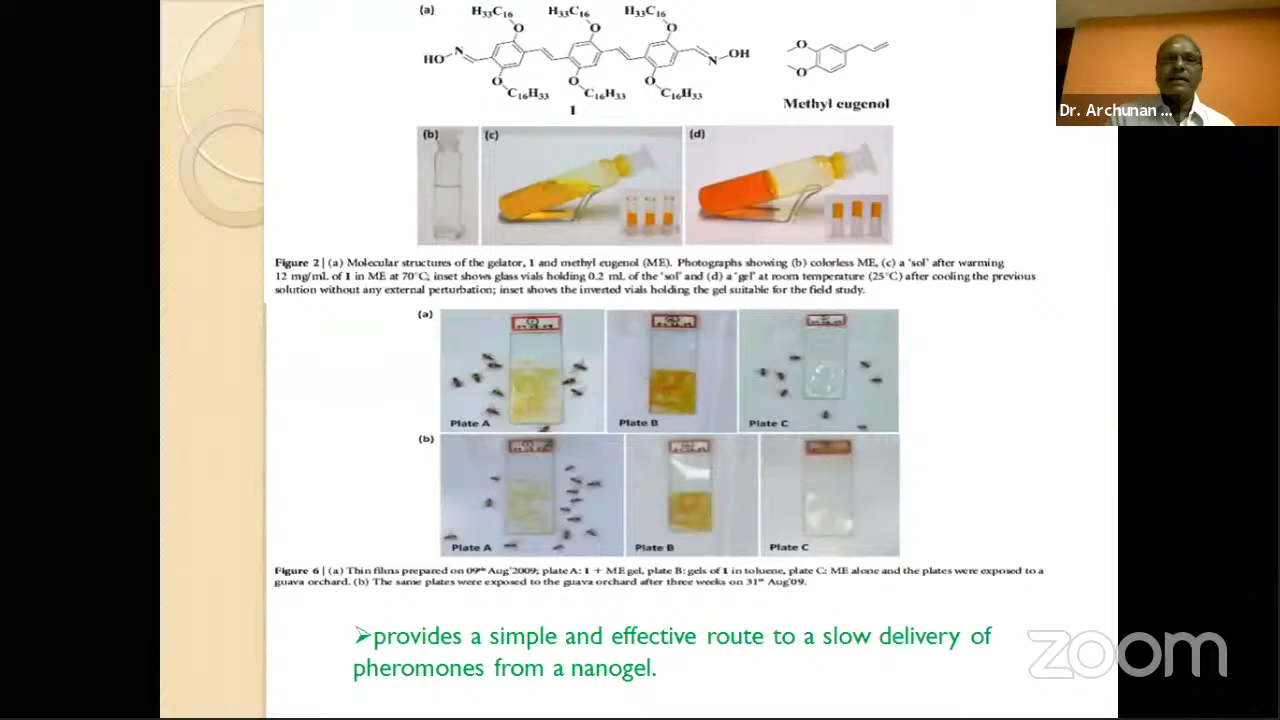 (a)
H33C16 H33C16 H33C16
O O O
HO N N OH
O O O
C16H33 C16H33 C16H33
1
O
O
Methyl eugenol
Dr. Archunan ...
(b) (c) (d)
Figure 2 | (a) Molecular structures of the gelator, 1 and methyl eugenol (ME). Photographs showing (b) colorless ME, (c) a 'sol' after warming
12 mg/mL of 1 in ME at 70°C; inset shows glass vials holding 0.2 mL of the 'sol' and (d) a 'gel' at room temperature (25°C) after cooling the previous
solution without any external perturbation; inset shows the inverted vials holding the gel suitable for the field study.
(a)
Plate A Plate B Plate C
(b)
Plate A Plate B Plate C
Figure 6 | (a) Thin films prepared on 09th Aug'2009; plate A: 1 + ME gel, plate B: gels of 1 in toluene, plate C: ME alone and the plates were exposed to a
guava orchard. (b) The same plates were exposed to the guava orchard after three weeks on 31st Aug'09.
➢provides a simple and effective route to a slow delivery of
pheromones from a nanogel.
zoom